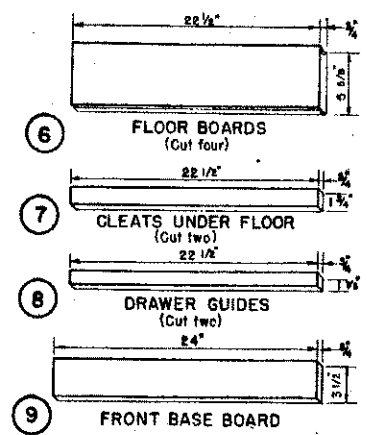 22 1/2"
3/4"
5 5/8"
6
FLOOR BOARDS
(Cut four)
22 1/2"
3/4"
1 3/4"
7
CLEATS UNDER FLOOR
(Cut two)
22 1/2"
3/4"
8
DRAWER GUIDES
(Cut two)
24"
3/4"
3 1/2"
9
FRONT BASE BOARD